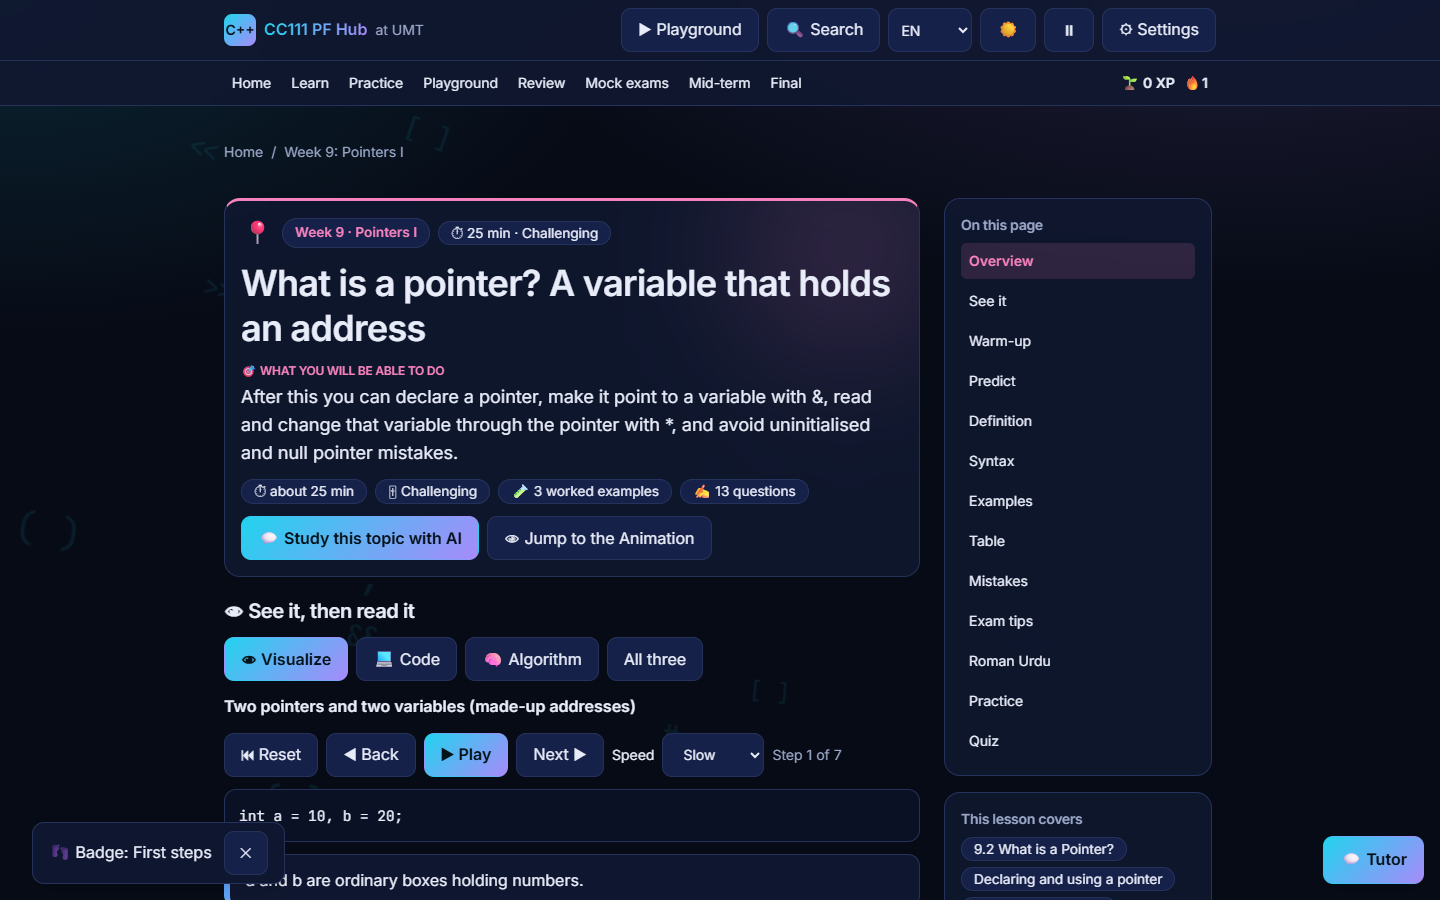 C++ CC111 PF Hub at UMT
▶ Playground
🔍 Search
EN
⚙ Settings
Home Learn Practice Playground Review Mock exams Mid-term Final
0 XP 1
Home / Week 9: Pointers I
Week 9 · Pointers I
25 min · Challenging
What is a pointer? A variable that holds
an address
WHAT YOU WILL BE ABLE TO DO
After this you can declare a pointer, make it point to a variable with &, read
and change that variable through the pointer with *, and avoid uninitialised
and null pointer mistakes.
about 25 min
Challenging
3 worked examples
13 questions
Study this topic with AI
Jump to the Animation
See it, then read it
Visualize
Code
Algorithm
All three
Two pointers and two variables (made-up addresses)
⏮ Reset
◀ Back
▶ Play
Next ▶
Speed
Slow
Step 1 of 7
int a = 10, b = 20;
a and b are ordinary boxes holding numbers.
On this page
Overview
See it
Warm-up
Predict
Definition
Syntax
Examples
Table
Mistakes
Exam tips
Roman Urdu
Practice
Quiz
This lesson covers
9.2 What is a Pointer?
Declaring and using a pointer
Badge: First steps
×
Tutor